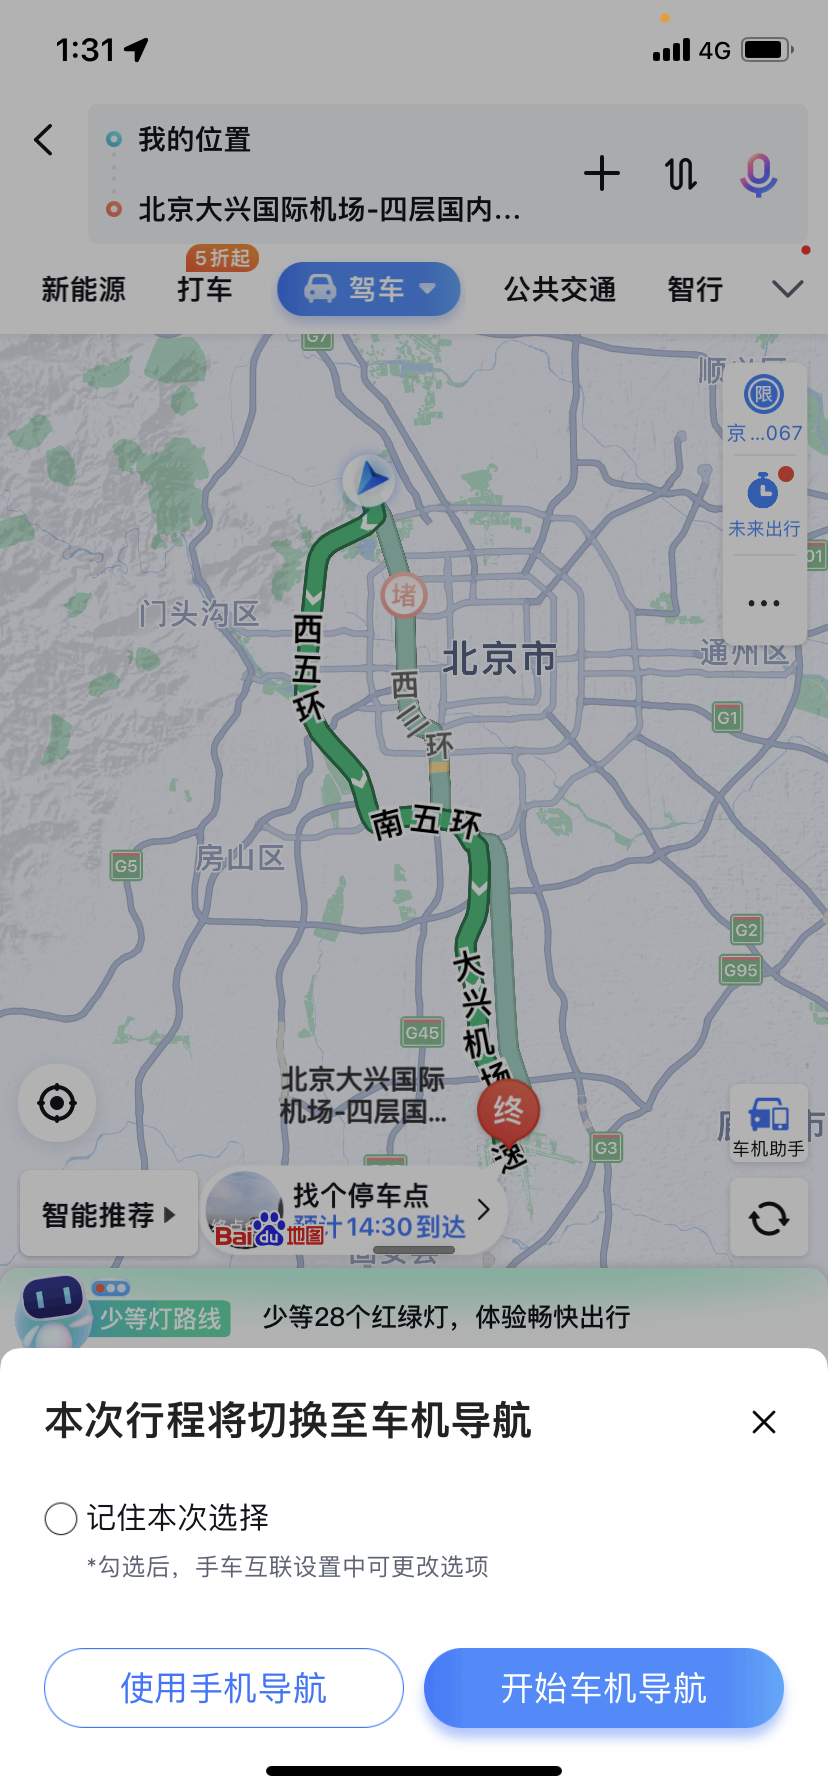 1:31
4G
我的位置
北京大兴国际机场-四层国内...
5折起
新能源
打车
驾车
公共交通
智行
G7
限
京...067
未来出行
堵
门头沟区
北京市
通州区
西五环
西三环
G1
南五环
房山区
G5
G2
G95
大兴机场
G45
北京大兴国际
机场-四层国...
终
G3
车机助手
智能推荐
找个停车点
预计14:30到达
Bai du 地图
少等灯路线
少等28个红绿灯，体验畅快出行
本次行程将切换至车机导航
记住本次选择
*勾选后，手车互联设置中可更改选项
使用手机导航
开始车机导航